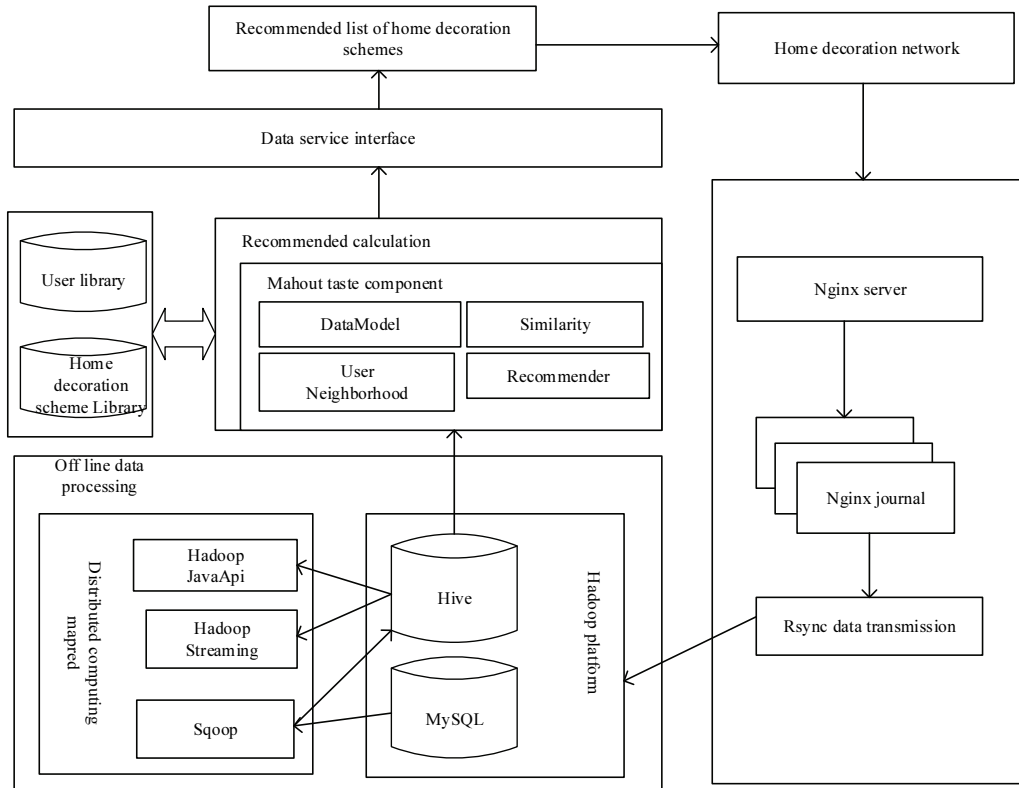 Recommended list of home decoration
schemes
Home decoration network
Data service interface
User library
Home
decoration
scheme Library
Recommended calculation
Mahout taste component
DataModel
Similarity
User
Neighborhood
Recommender
Nginx server
Nginx journal
Rsync data transmission
Off line data
processing
Distributed computing
mapred
Hadoop
JavaApi
Hadoop
Streaming
Sqoop
Hive
MySQL
Hadoop platform